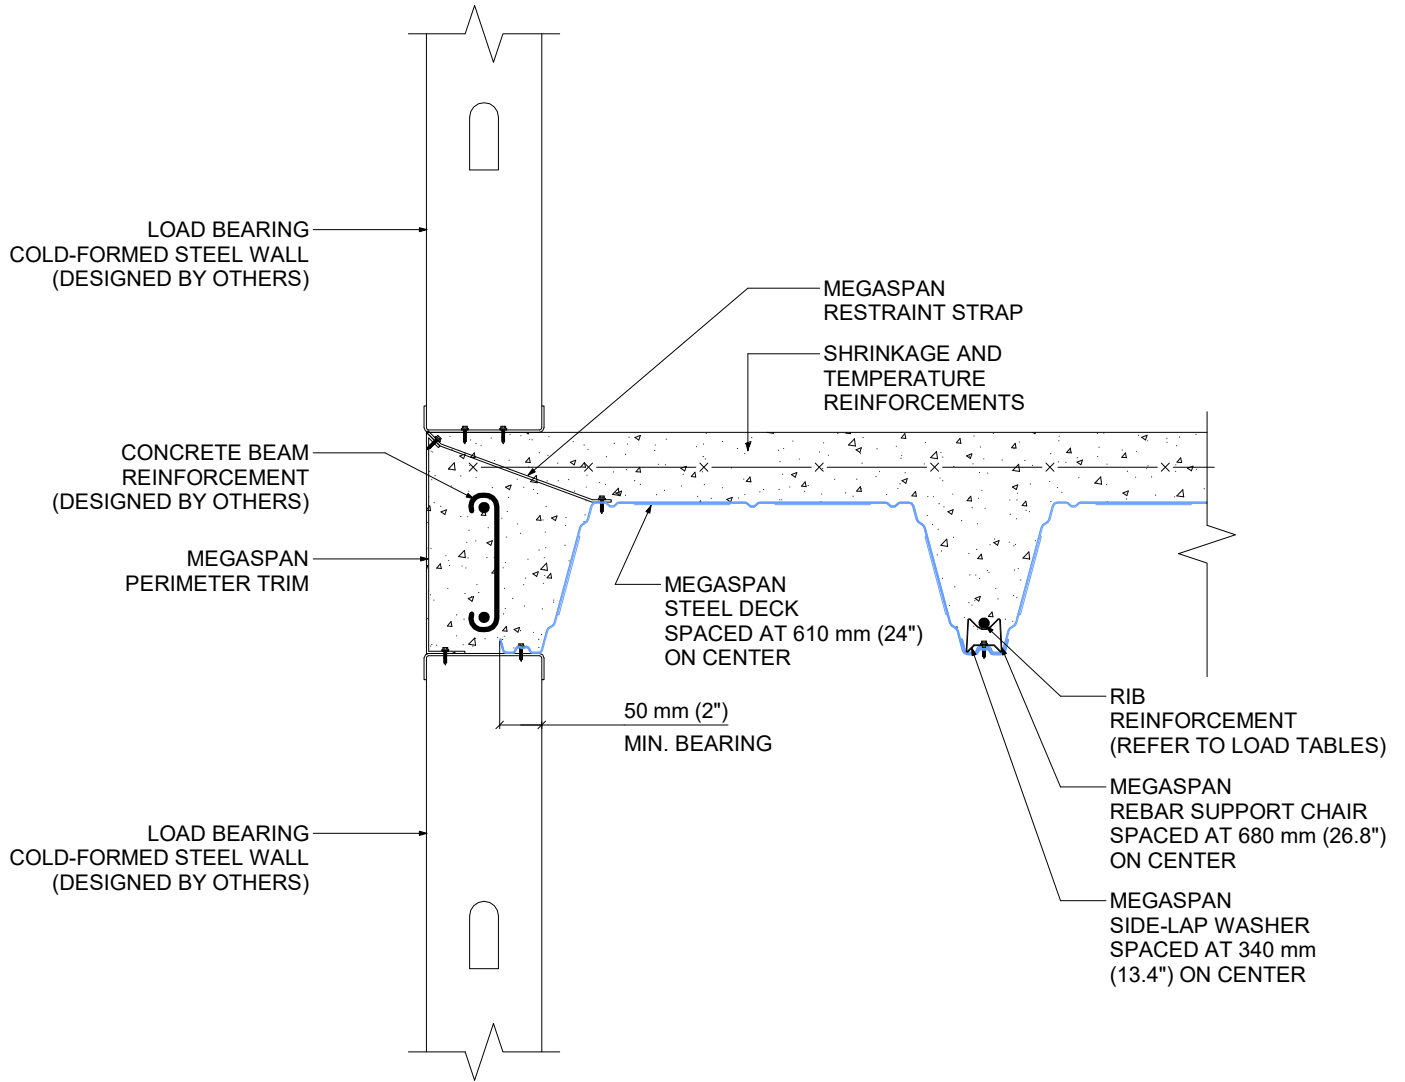 LOAD BEARING
COLD-FORMED STEEL WALL
(DESIGNED BY OTHERS)
MEGASPAN
RESTRAINT STRAP
SHRINKAGE AND
TEMPERATURE
REINFORCEMENTS
CONCRETE BEAM
REINFORCEMENT
(DESIGNED BY OTHERS)
MEGASPAN
PERIMETER TRIM
MEGASPAN
STEEL DECK
SPACED AT 610 mm (24")
ON CENTER
50 mm (2")
MIN. BEARING
RIB
REINFORCEMENT
(REFER TO LOAD TABLES)
MEGASPAN
REBAR SUPPORT CHAIR
SPACED AT 680 mm (26.8")
ON CENTER
LOAD BEARING
COLD-FORMED STEEL WALL
(DESIGNED BY OTHERS)
MEGASPAN
SIDE-LAP WASHER
SPACED AT 340 mm
(13.4") ON CENTER